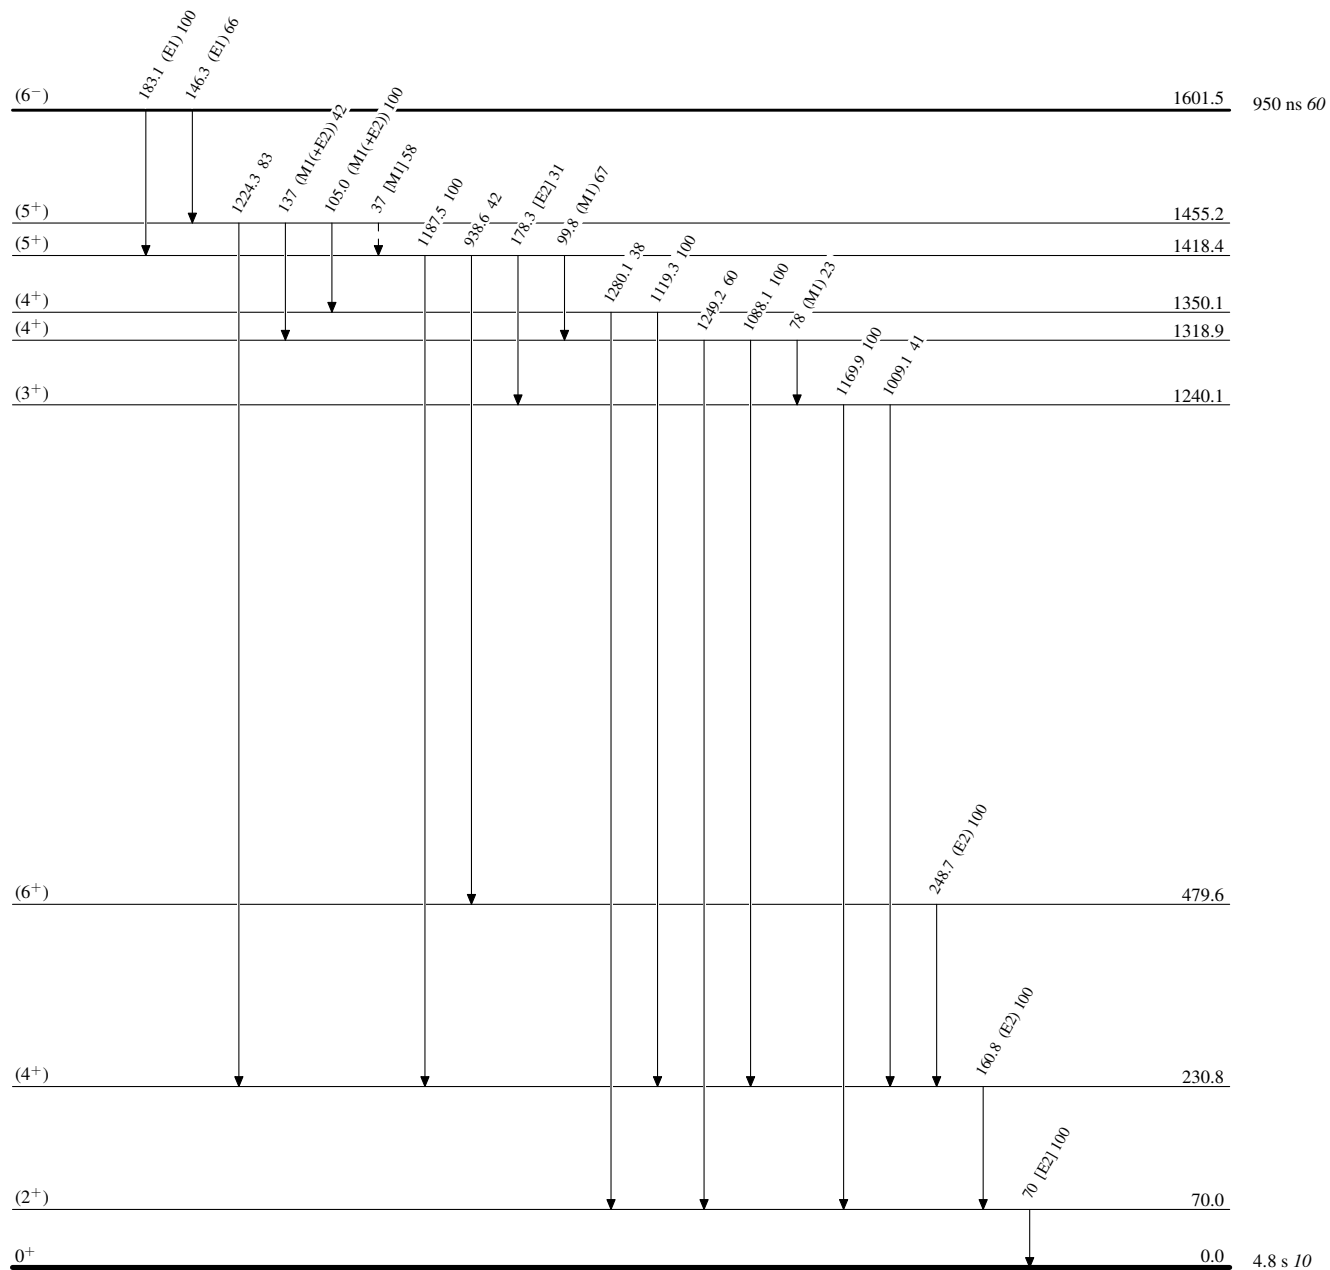 183.1 (E1) 100
146.3 (E1) 66
(6−) 1601.5 950 ns 60
1224.3 83
137 (M1(+E2)) 42
105.0 (M1(+E2)) 100
37 [M1] 58
(5+) 1455.2
1187.5 100
938.6 42
178.3 [E2] 31
99.8 (M1) 67
(5+) 1418.4
1280.1 38
1119.3 100
(4+) 1350.1
1249.2 60
1088.1 100
78 (M1) 23
(4+) 1318.9
1169.9 100
1009.1 41
(3+) 1240.1
248.7 (E2) 100
(6+) 479.6
160.8 (E2) 100
(4+) 230.8
70 [E2] 100
(2+) 70.0
0+ 0.0 4.8 s 10